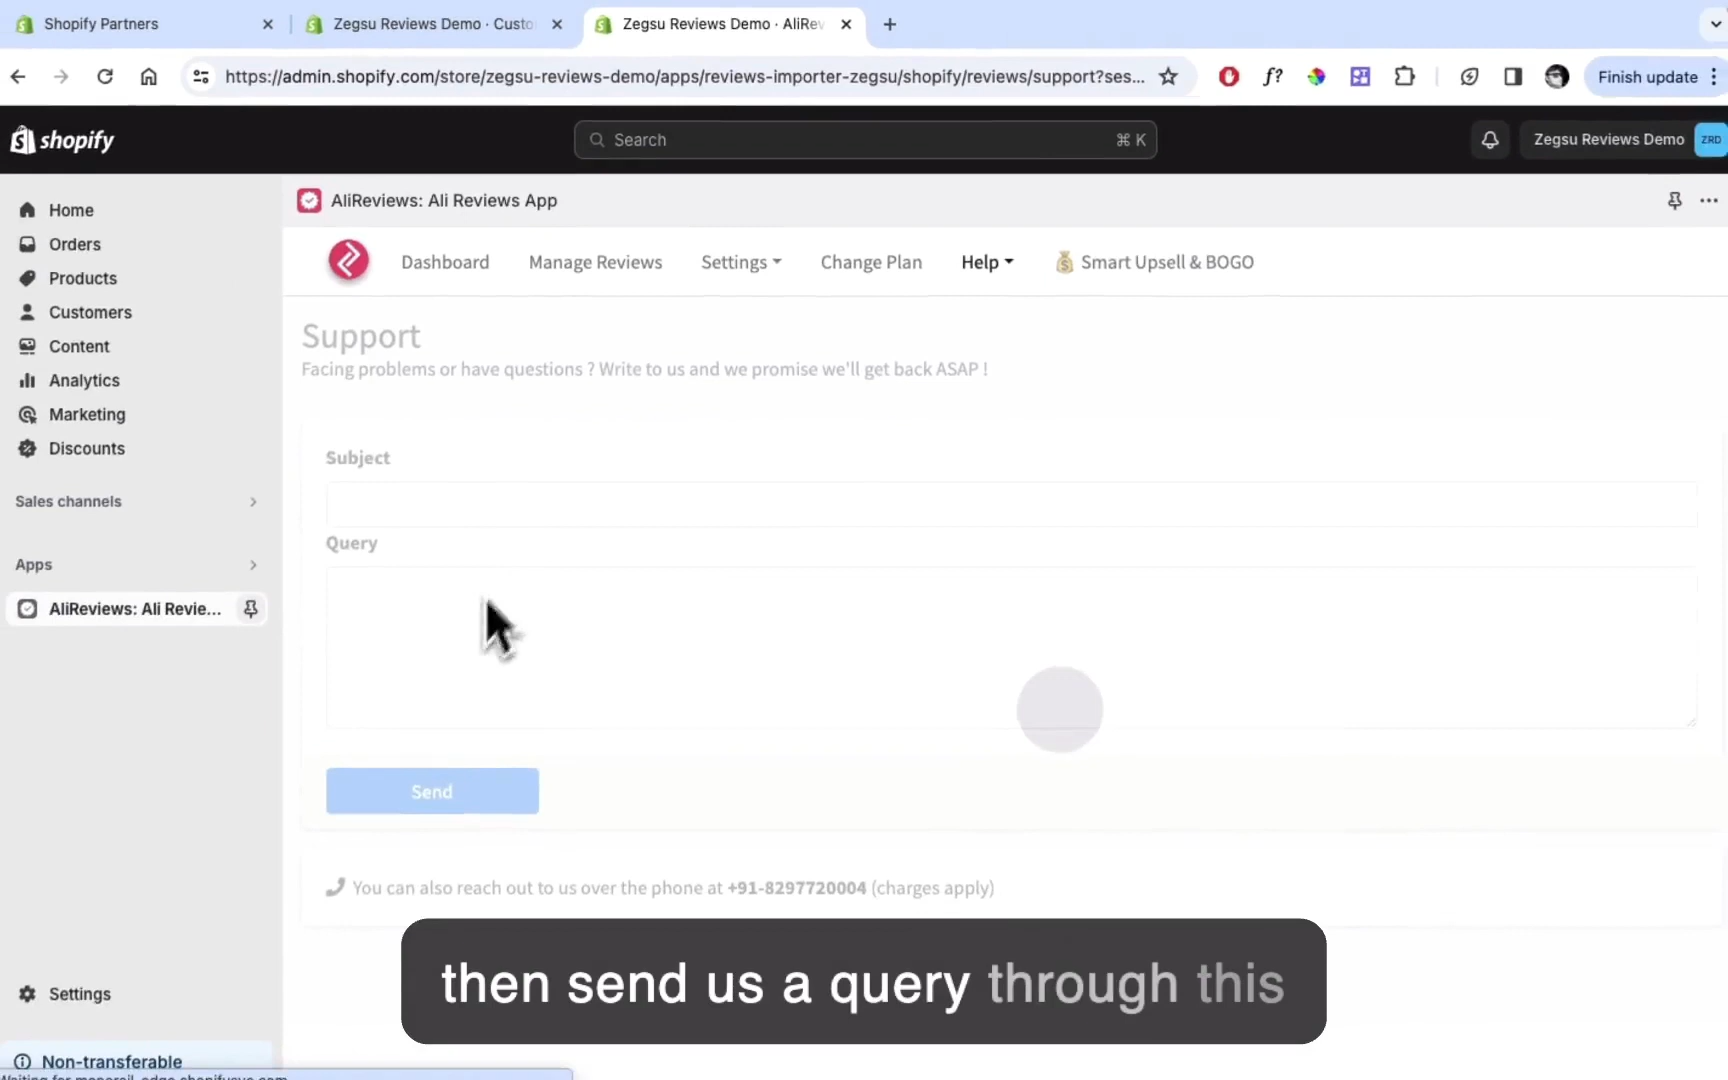 Shopify Partners
Zegsu Reviews Demo · Custo
Zegsu Reviews Demo · AliRev
https://admin.shopify.com/store/zegsu-reviews-demo/apps/reviews-importer-zegsu/shopify/reviews/support?ses...
f?
Finish update
shopify
Search
⌘ K
Zegsu Reviews Demo
ZRD
Home
Orders
Products
Customers
Content
Analytics
Marketing
Discounts
Sales channels
Apps
AliReviews: Ali Revie...
Settings
Non-transferable
AliReviews: Ali Reviews App
Dashboard
Manage Reviews
Settings
Change Plan
Help
Smart Upsell & BOGO
Support
Facing problems or have questions ? Write to us and we promise we'll get back ASAP !
Subject
Query
Send
You can also reach out to us over the phone at +91-8297720004 (charges apply)
then send us a query through this